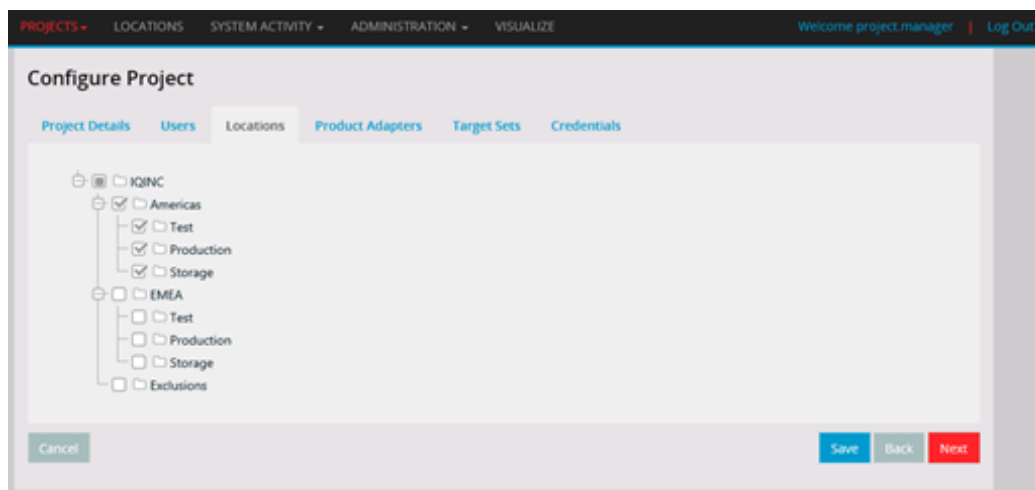 PROJECTS LOCATIONS SYSTEM ACTIVITY ADMINISTRATION VISUALIZE Welcome project.manager | Log Out
Configure Project
Project Details Users Locations Product Adapters Target Sets Credentials
IQINC
Americas
Test
Production
Storage
EMEA
Test
Production
Storage
Exclusions
Cancel Save Back Next